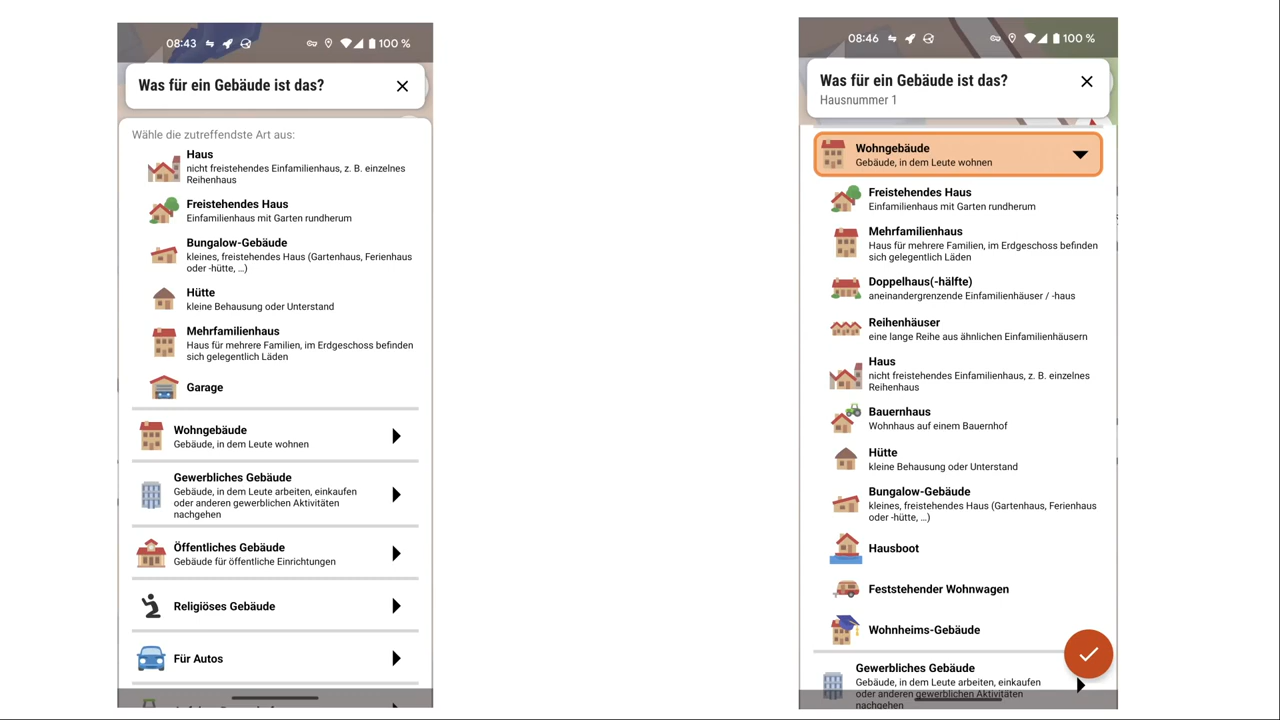 08:43
100 %
Was für ein Gebäude ist das?
Wähle die zutreffendste Art aus:
Haus
nicht freistehendes Einfamilienhaus, z. B. einzelnes
Reihenhaus
Freistehendes Haus
Einfamilienhaus mit Garten rundherum
Bungalow-Gebäude
kleines, freistehendes Haus (Gartenhaus, Ferienhaus
oder -hütte, …)
Hütte
kleine Behausung oder Unterstand
Mehrfamilienhaus
Haus für mehrere Familien, im Erdgeschoss befinden
sich gelegentlich Läden
Garage
Wohngebäude
Gebäude, in dem Leute wohnen
Gewerbliches Gebäude
Gebäude, in dem Leute arbeiten, einkaufen
oder anderen gewerblichen Aktivitäten
nachgehen
Öffentliches Gebäude
Gebäude für öffentliche Einrichtungen
Religiöses Gebäude
Für Autos
08:46
100 %
Was für ein Gebäude ist das?
Hausnummer 1
Wohngebäude
Gebäude, in dem Leute wohnen
Freistehendes Haus
Einfamilienhaus mit Garten rundherum
Mehrfamilienhaus
Haus für mehrere Familien, im Erdgeschoss befinden
sich gelegentlich Läden
Doppelhaus(-hälfte)
aneinandergrenzende Einfamilienhäuser / -haus
Reihenhäuser
eine lange Reihe aus ähnlichen Einfamilienhäusern
Haus
nicht freistehendes Einfamilienhaus, z. B. einzelnes
Reihenhaus
Bauernhaus
Wohnhaus auf einem Bauernhof
Hütte
kleine Behausung oder Unterstand
Bungalow-Gebäude
kleines, freistehendes Haus (Gartenhaus, Ferienhaus
oder -hütte, …)
Hausboot
Feststehender Wohnwagen
Wohnheims-Gebäude
Gewerbliches Gebäude
Gebäude, in dem Leute arbeiten, einkaufen
oder anderen gewerblichen Aktivitäten
nachgehen